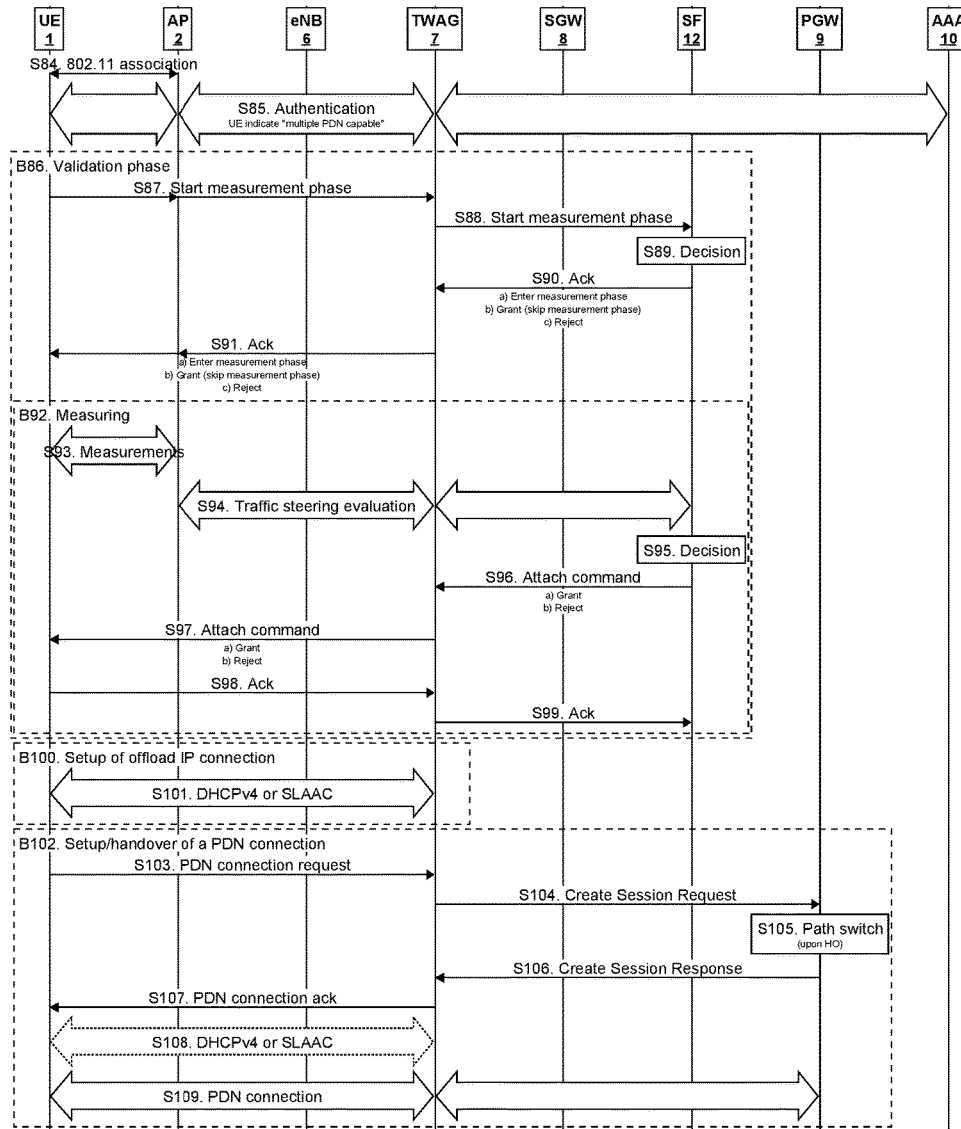 UE AP eNB TWAG SGW SF PGW AAA
1 2 6 7 8 12 9 10
S84. 802.11 association
S85. Authentication
UE indicate "multiple PDN capable"
B86. Validation phase
S87. Start measurement phase
S88. Start measurement phase
S89. Decision
S90. Ack
a) Enter measurement phase
b) Grant (skip measurement phase)
c) Reject
S91. Ack
a) Enter measurement phase
b) Grant (skip measurement phase)
c) Reject
B92. Measuring
S93. Measurements
S94. Traffic steering evaluation
S95. Decision
S96. Attach command
a) Grant
b) Reject
S97. Attach command
a) Grant
b) Reject
S98. Ack
S99. Ack
B100. Setup of offload IP connection
S101. DHCPv4 or SLAAC
B102. Setup/handover of a PDN connection
S103. PDN connection request
S104. Create Session Request
S105. Path switch
(upon HO)
S106. Create Session Response
S107. PDN connection ack
S108. DHCPv4 or SLAAC
S109. PDN connection